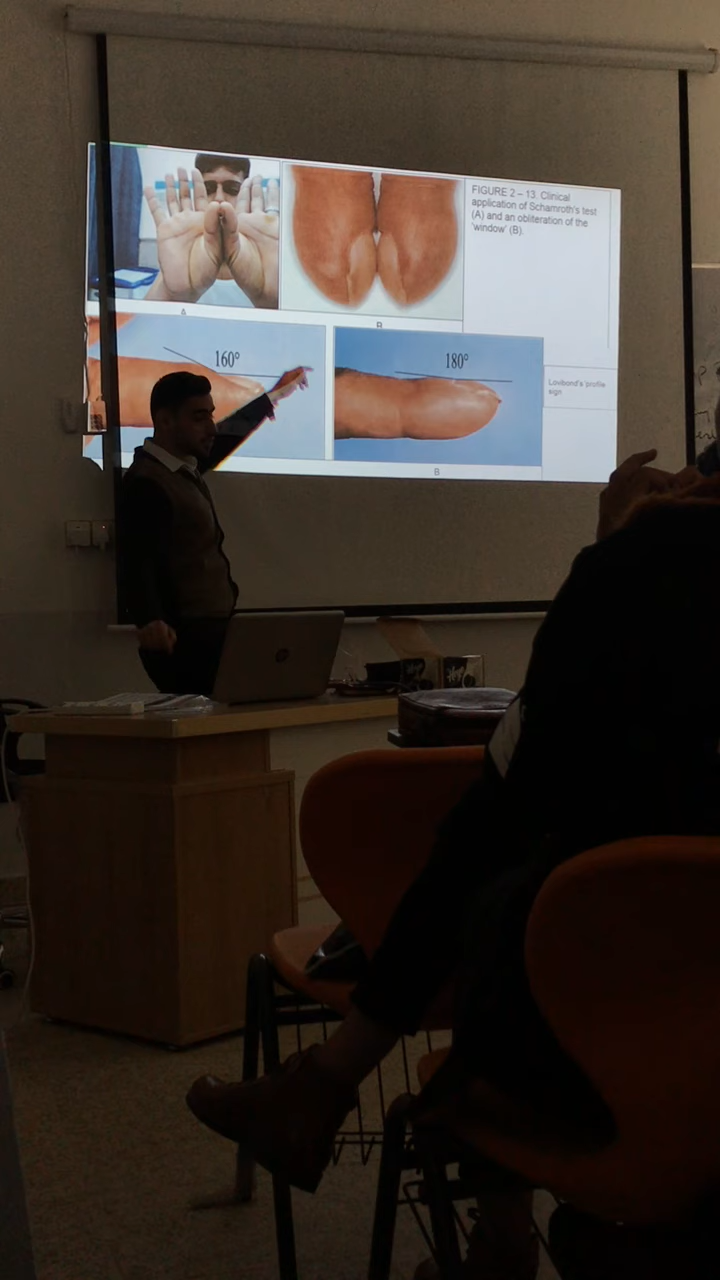 FIGURE 2 – 13. Clinical
application of Schamroth's test
(A) and an obliteration of the
'window' (B).
A
B
160°
180°
Lovibond's 'profile
sign
B
hp